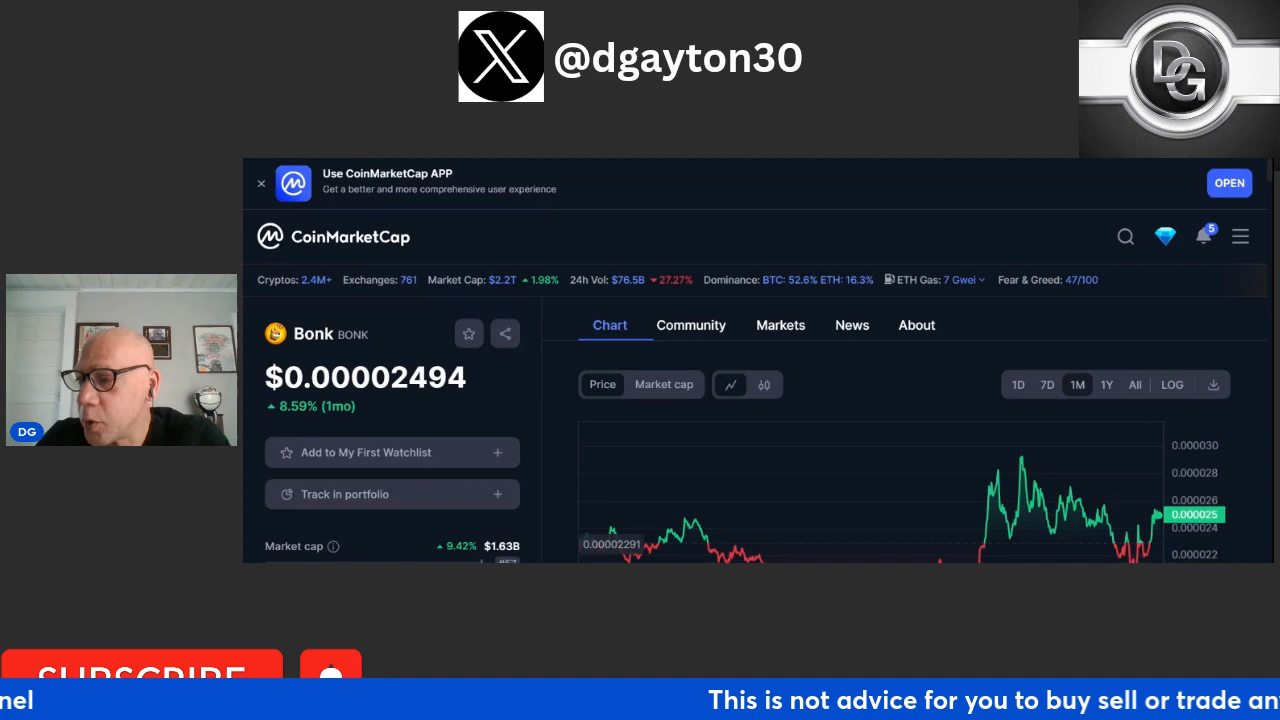 @dgayton30
DG
Use CoinMarketCap APP
Get a better and more comprehensive user experience
OPEN
CoinMarketCap
5
Cryptos: 2.4M+ Exchanges: 761 Market Cap: $2.2T 1.98% 24h Vol: $76.5B 27.27% Dominance: BTC: 52.6% ETH: 16.3% ETH Gas: 7 Gwei Fear & Greed: 47/100
Bonk BONK
$0.00002494
8.59% (1mo)
Add to My First Watchlist +
Track in portfolio +
Market cap 9.42% $1.63B
Chart Community Markets News About
Price Market cap
1D 7D 1M 1Y All LOG
0.000030
0.000028
0.000026
0.000025
0.000024
0.000022
0.00002291
DG
SUBSCRIBE
nel This is not advice for you to buy sell or trade an